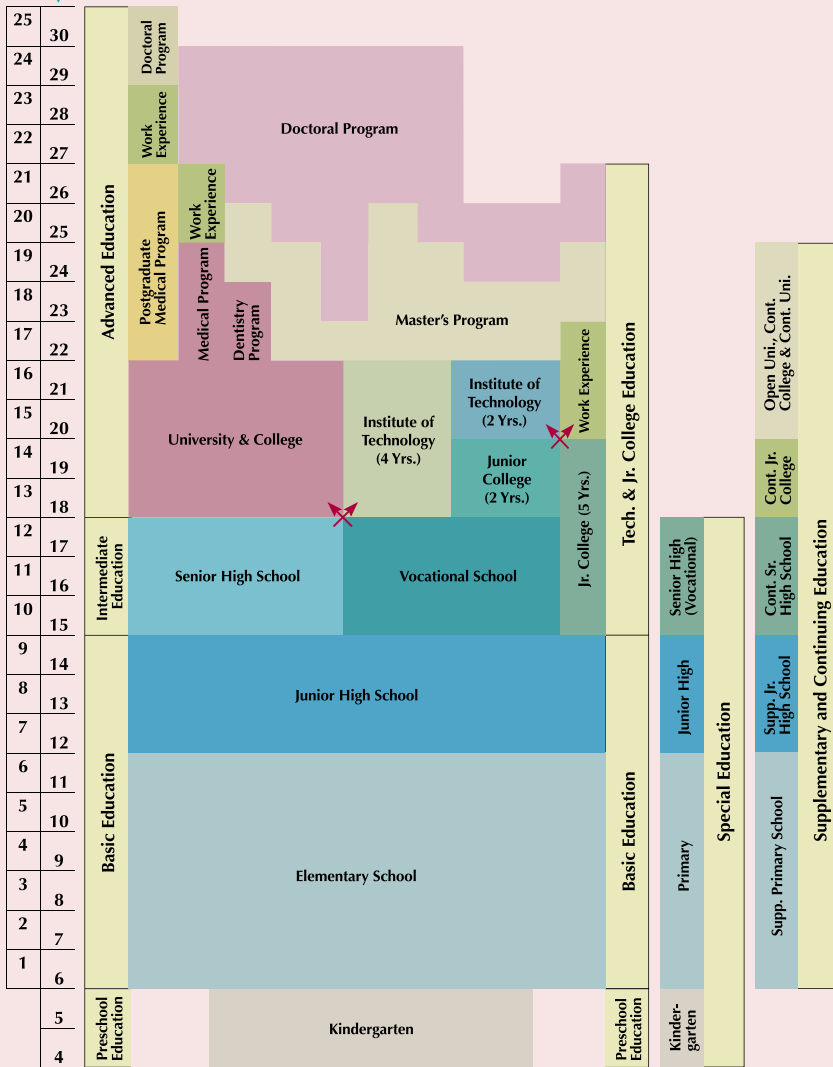 25
30
24
29
23
28
22
27
21
26
20
25
19
24
18
23
17
22
16
21
15
20
14
19
13
18
12
17
11
16
10
15
9
14
8
13
7
12
6
11
5
10
4
9
3
8
2
7
1
6
5
4
Advanced Education
Intermediate
Education
Basic Education
Preschool
Education
Doctoral
Program
Work
Experience
Postgraduate
Medical Program
Work
Experience
Medical Program
Dentistry
Program
Doctoral Program
Master's Program
University & College
Institute of
Technology
(4 Yrs.)
Institute of
Technology
(2 Yrs.)
Junior
College
(2 Yrs.)
Work Experience
Jr. College (5 Yrs.)
Senior High School
Vocational School
Junior High School
Elementary School
Kindergarten
Tech. & Jr. College Education
Basic Education
Preschool
Education
Senior High
(Vocational)
Junior High
Primary
Kinder-
garten
Special Education
Open Uni., Cont.
College & Cont. Uni.
Cont. Jr.
College
Cont. Sr.
High School
Supp. Jr.
High School
Supp. Primary School
Supplementary and Continuing Education